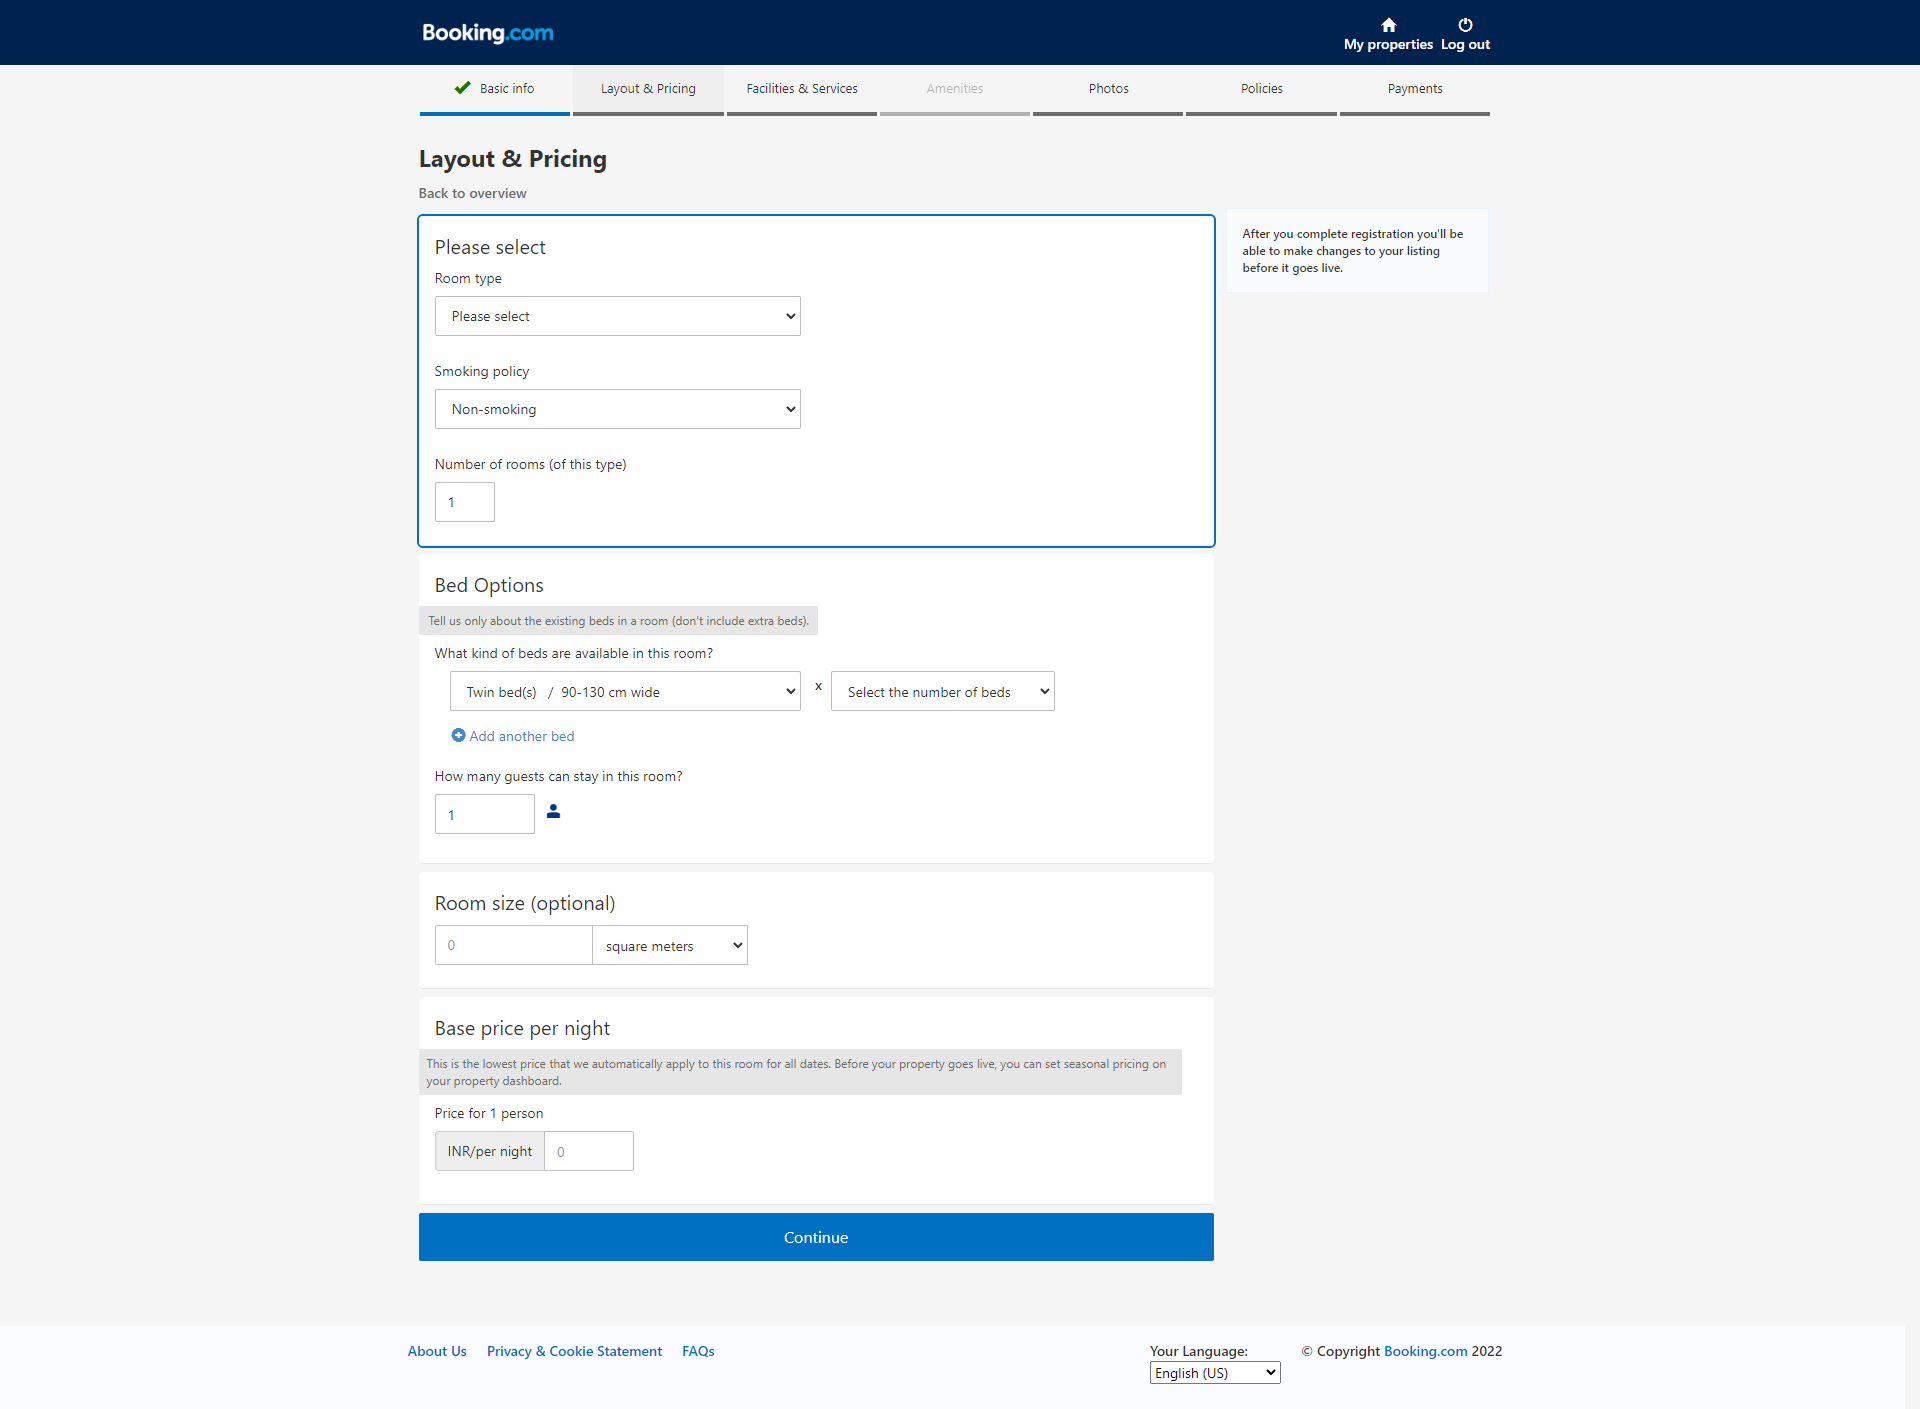 Booking.com
My properties Log out
Basic info Layout & Pricing Facilities & Services Amenities Photos Policies Payments
Layout & Pricing
Back to overview
Please select
Room type
Please select
Smoking policy
Non-smoking
Number of rooms (of this type)
1
After you complete registration you'll be
able to make changes to your listing
before it goes live.
Bed Options
Tell us only about the existing beds in a room (don't include extra beds).
What kind of beds are available in this room?
Twin bed(s) / 90-130 cm wide x Select the number of beds
Add another bed
How many guests can stay in this room?
1
Room size (optional)
0 square meters
Base price per night
This is the lowest price that we automatically apply to this room for all dates. Before your property goes live, you can set seasonal pricing on
your property dashboard.
Price for 1 person
INR/per night 0
Continue
About Us Privacy & Cookie Statement FAQs Your Language: © Copyright Booking.com 2022
English (US)